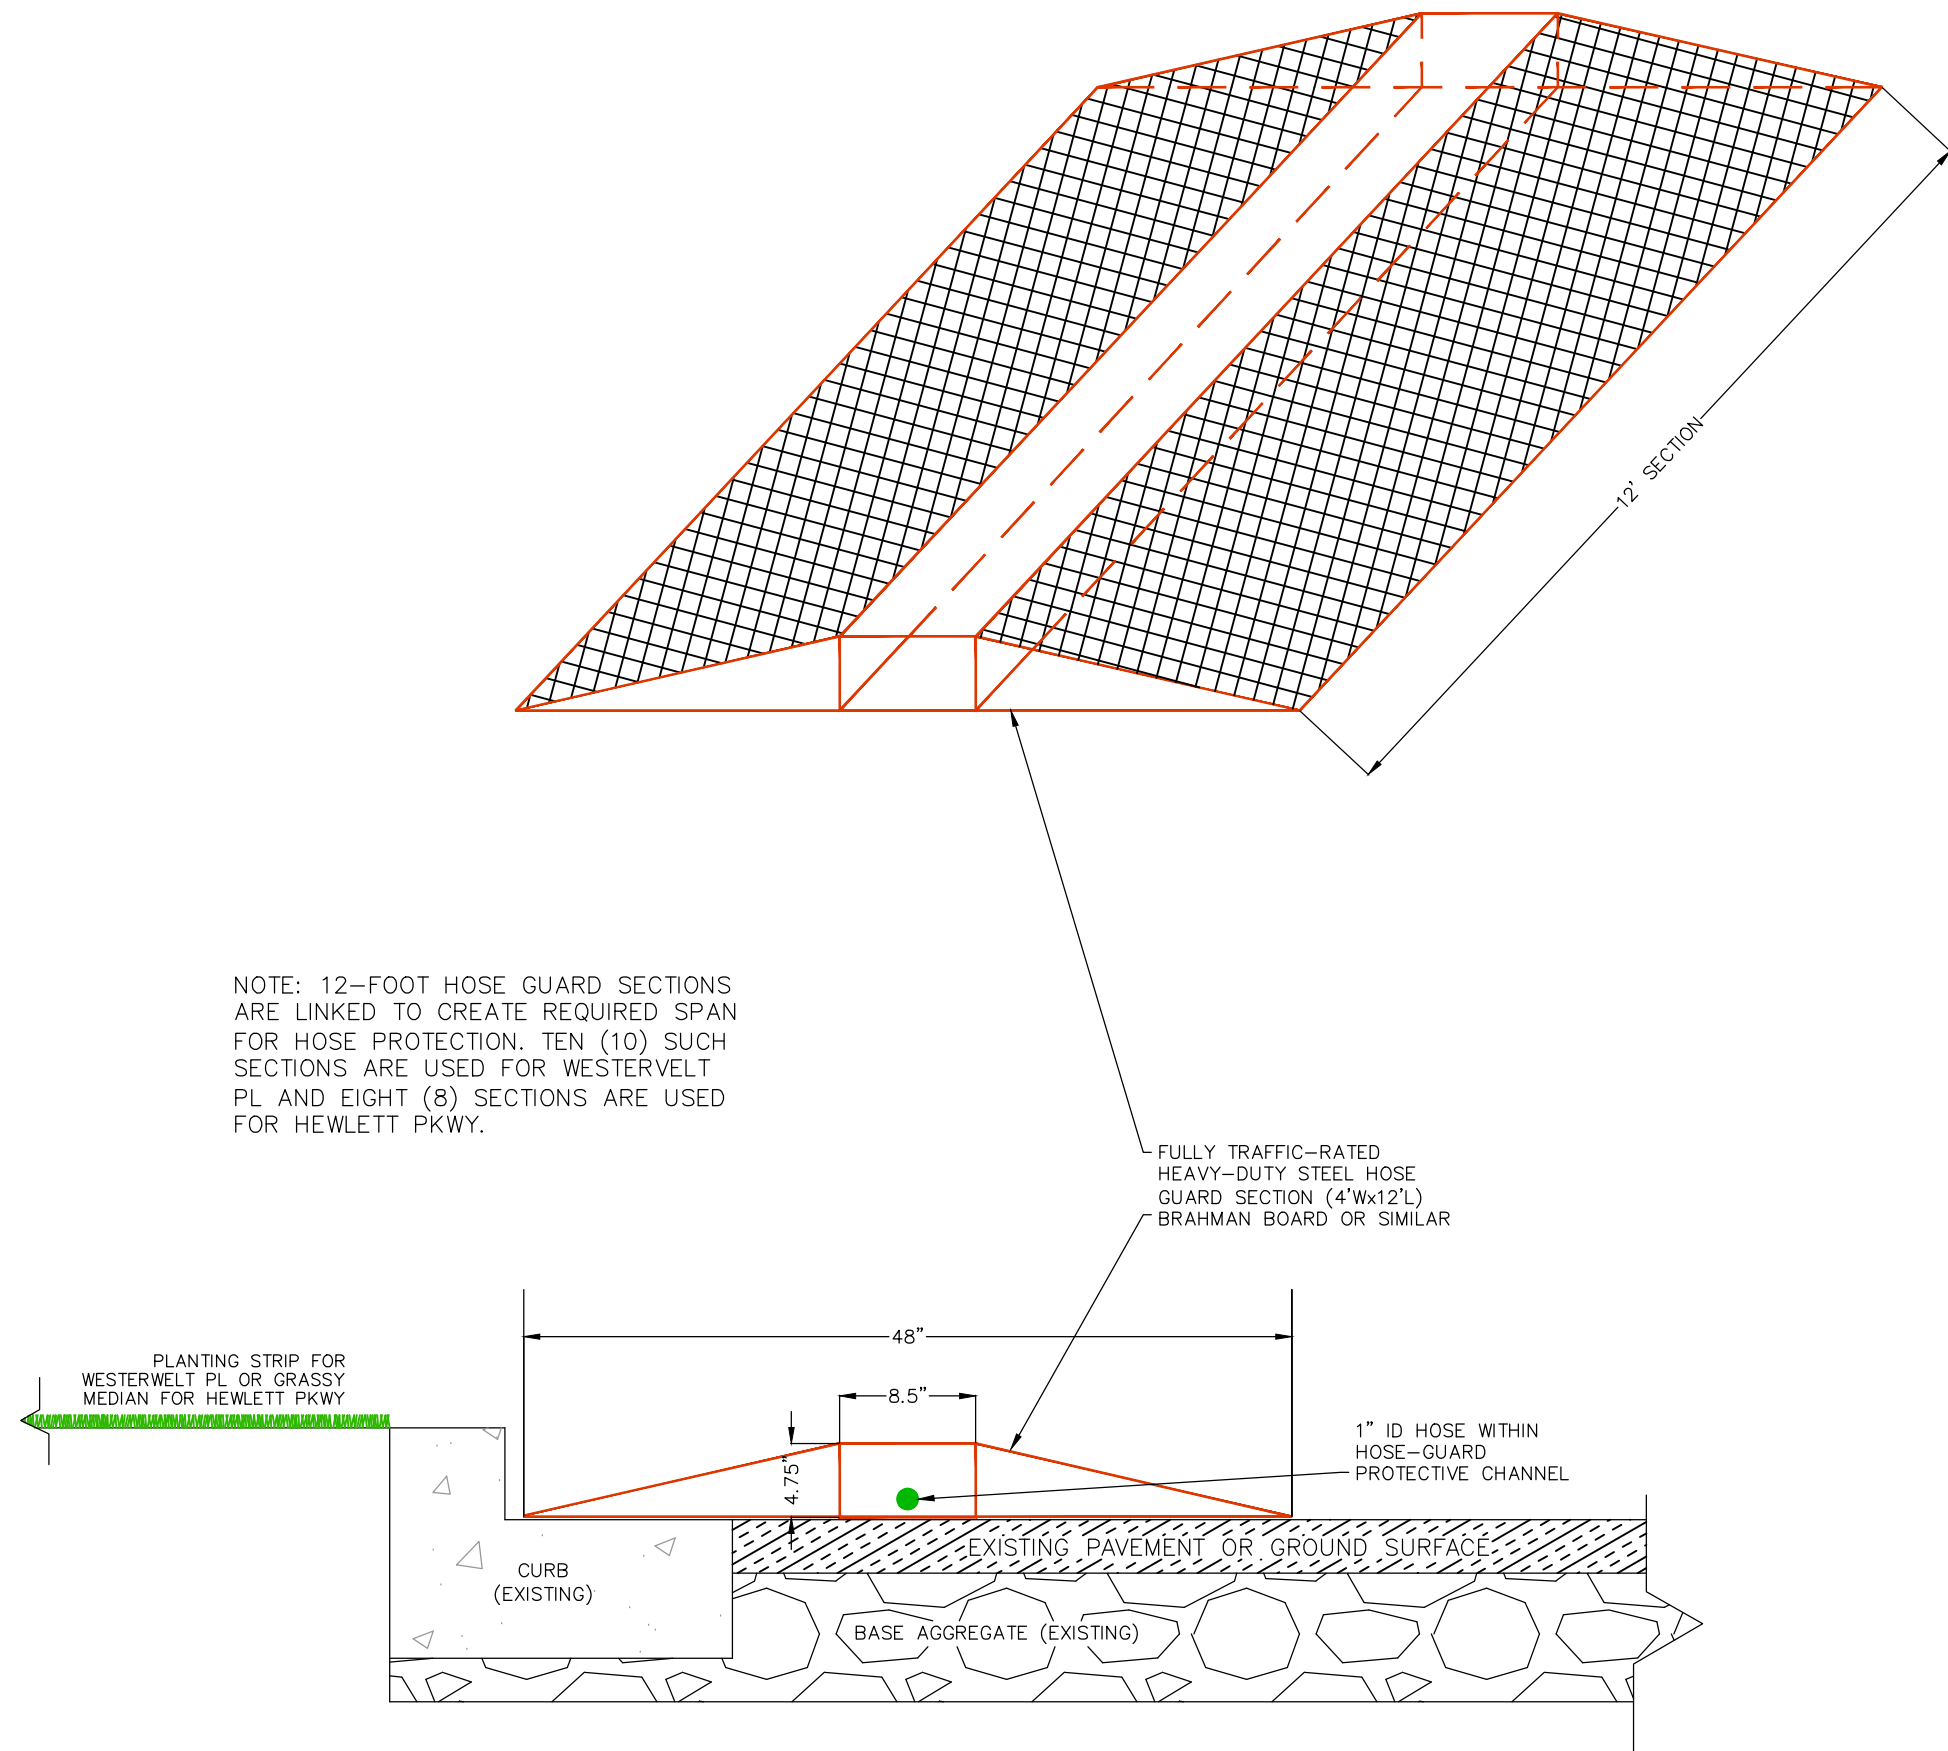 12' SECTION
NOTE: 12-FOOT HOSE GUARD SECTIONS
ARE LINKED TO CREATE REQUIRED SPAN
FOR HOSE PROTECTION. TEN (10) SUCH
SECTIONS ARE USED FOR WESTERVELT
PL AND EIGHT (8) SECTIONS ARE USED
FOR HEWLETT PKWY.
FULLY TRAFFIC-RATED
HEAVY-DUTY STEEL HOSE
GUARD SECTION (4'Wx12'L)
BRAHMAN BOARD OR SIMILAR
48"
PLANTING STRIP FOR
WESTERWELT PL OR GRASSY
MEDIAN FOR HEWLETT PKWY
8.5"
4.75"
1" ID HOSE WITHIN
HOSE-GUARD
PROTECTIVE CHANNEL
EXISTING PAVEMENT OR GROUND SURFACE
CURB
(EXISTING)
BASE AGGREGATE (EXISTING)